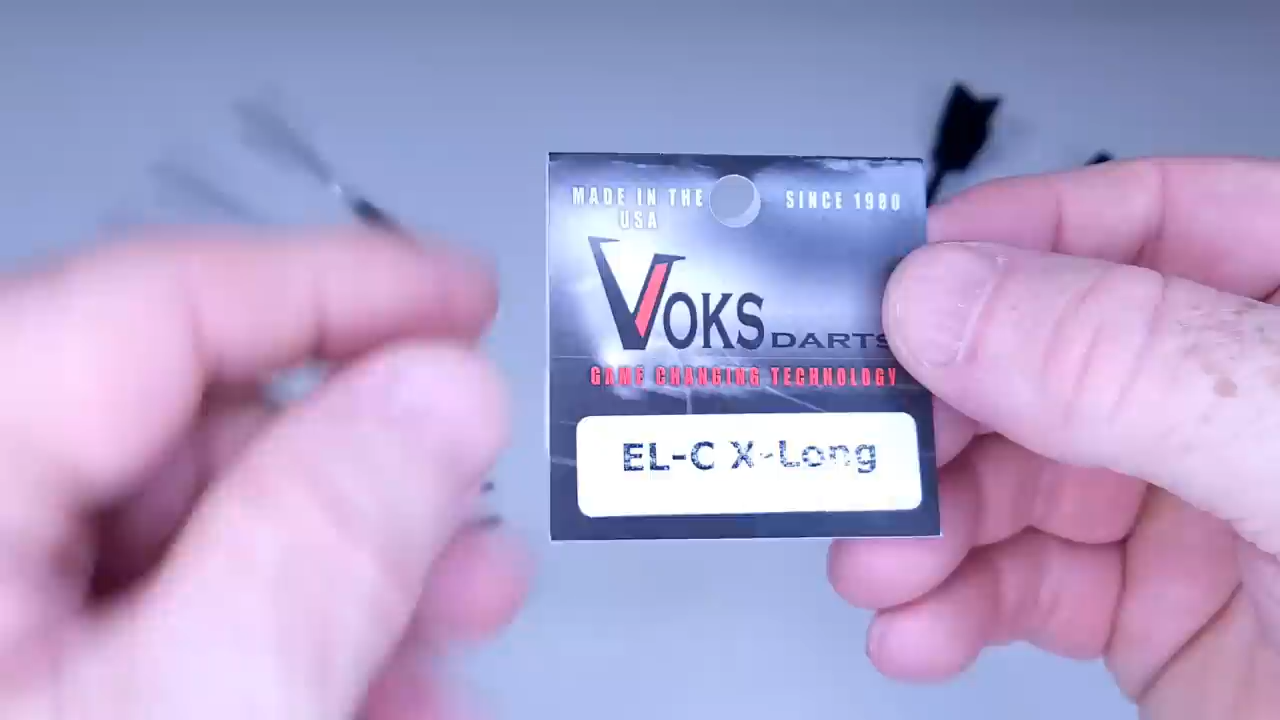 MADE IN THE
USA
SINCE 1980
VOKS DARTS
GAME CHANGING TECHNOLOGY
EL-C X-Long